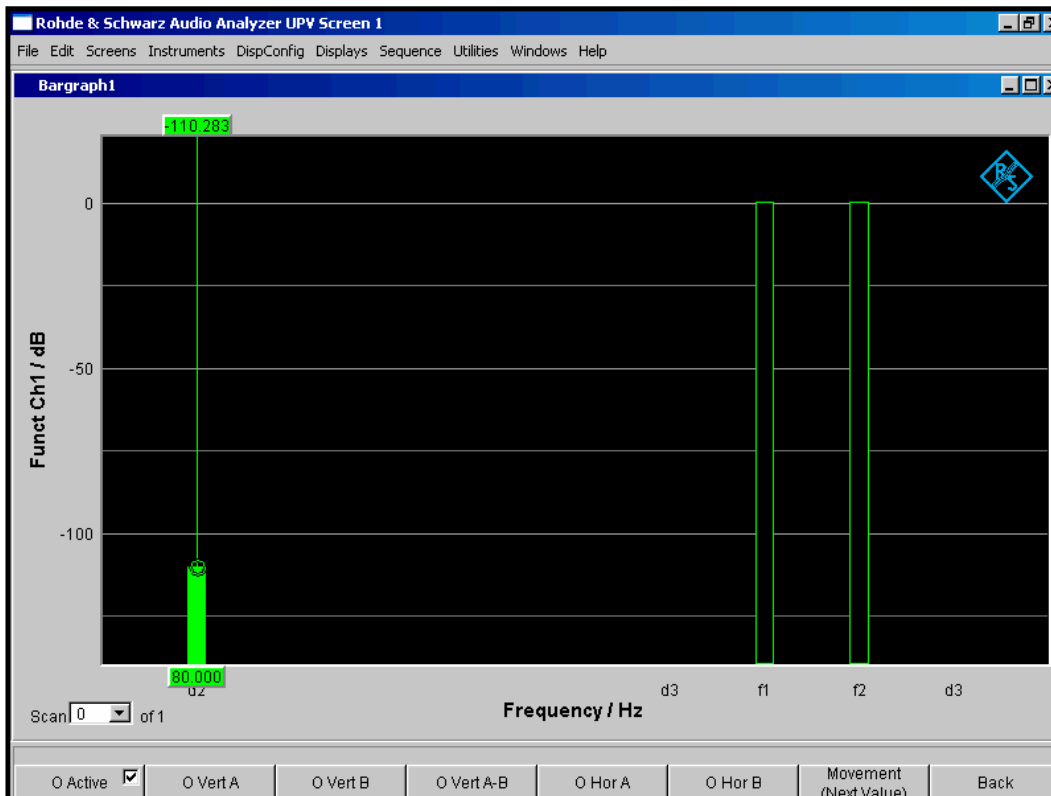 Rohde & Schwarz Audio Analyzer UPV Screen 1
File Edit Screens Instruments DispConfig Displays Sequence Utilities Windows Help
Bargraph1
-110.283
R S
0
-50
-100
Funct Ch1 / dB
80.000
d2 d3 f1 f2 d3
Frequency / Hz
Scan 0 of 1
O Active O Vert A O Vert B O Vert A-B O Hor A O Hor B Movement (Next Value) Back